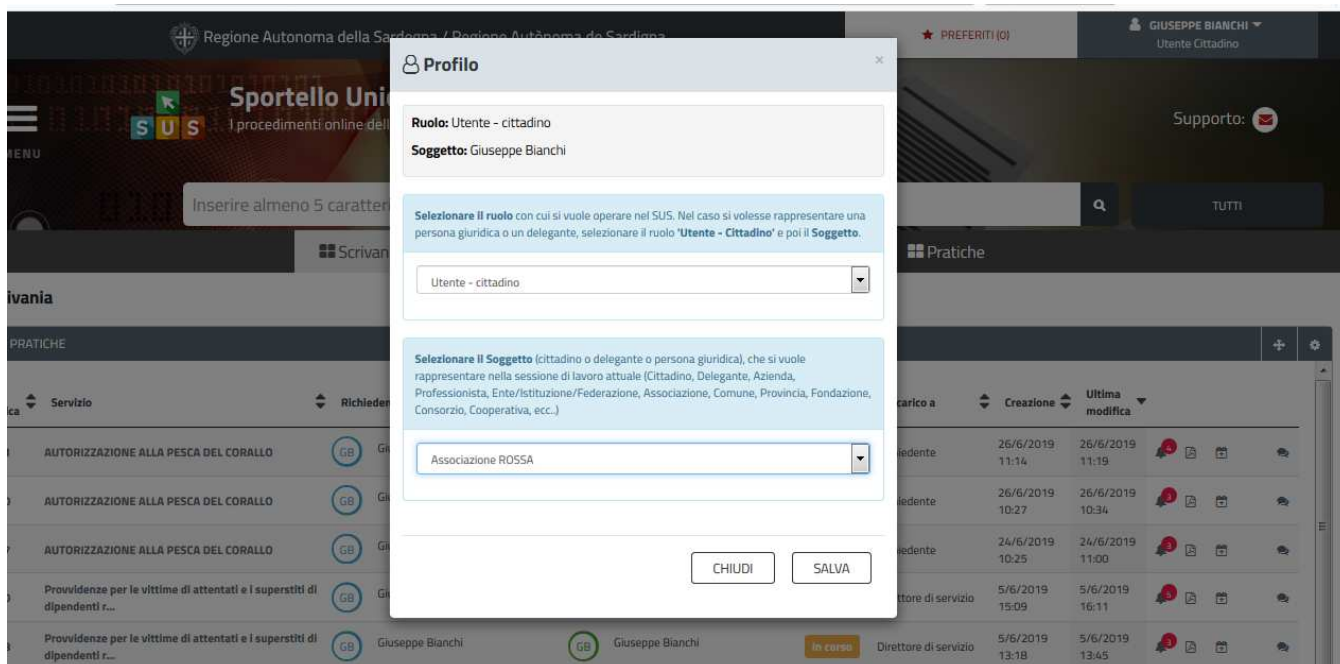 Regione Autonoma della Sardegna / Regione Autònoma de Sardigna
PREFERITI (0)
GIUSEPPE BIANCHI
Utente Cittadino
MENU
SUS
Sportello Uni
I procedimenti online dell
Supporto:
Inserire almeno 5 caratter
TUTTI
Scrivan
Pratiche
ivania
PRATICHE
Servizio
Richieden
carico a
Creazione
Ultima
modifica
AUTORIZZAZIONE ALLA PESCA DEL CORALLO
GB
iedente
26/6/2019
11:14
26/6/2019
11:19
4
AUTORIZZAZIONE ALLA PESCA DEL CORALLO
GB
iedente
26/6/2019
10:27
26/6/2019
10:34
3
AUTORIZZAZIONE ALLA PESCA DEL CORALLO
GB
iedente
24/6/2019
10:25
24/6/2019
11:00
3
Provvidenze per le vittime di attentati e i superstiti di
dipendenti r...
GB
ttore di servizio
5/6/2019
15:09
5/6/2019
16:11
5
Provvidenze per le vittime di attentati e i superstiti di
dipendenti r...
GB
Giuseppe Bianchi
GB
Giuseppe Bianchi
In corso
Direttore di servizio
5/6/2019
13:18
5/6/2019
13:45
3
Profilo
×
Ruolo: Utente - cittadino
Soggetto: Giuseppe Bianchi
Selezionare il ruolo con cui si vuole operare nel SUS. Nel caso si volesse rappresentare una
persona giuridica o un delegante, selezionare il ruolo 'Utente - Cittadino' e poi il Soggetto.
Utente - cittadino
Selezionare il Soggetto (cittadino o delegante o persona giuridica), che si vuole
rappresentare nella sessione di lavoro attuale (Cittadino, Delegante, Azienda,
Professionista, Ente/Istituzione/Federazione, Associazione, Comune, Provincia, Fondazione,
Consorzio, Cooperativa, ecc..)
Associazione ROSSA
CHIUDI
SALVA